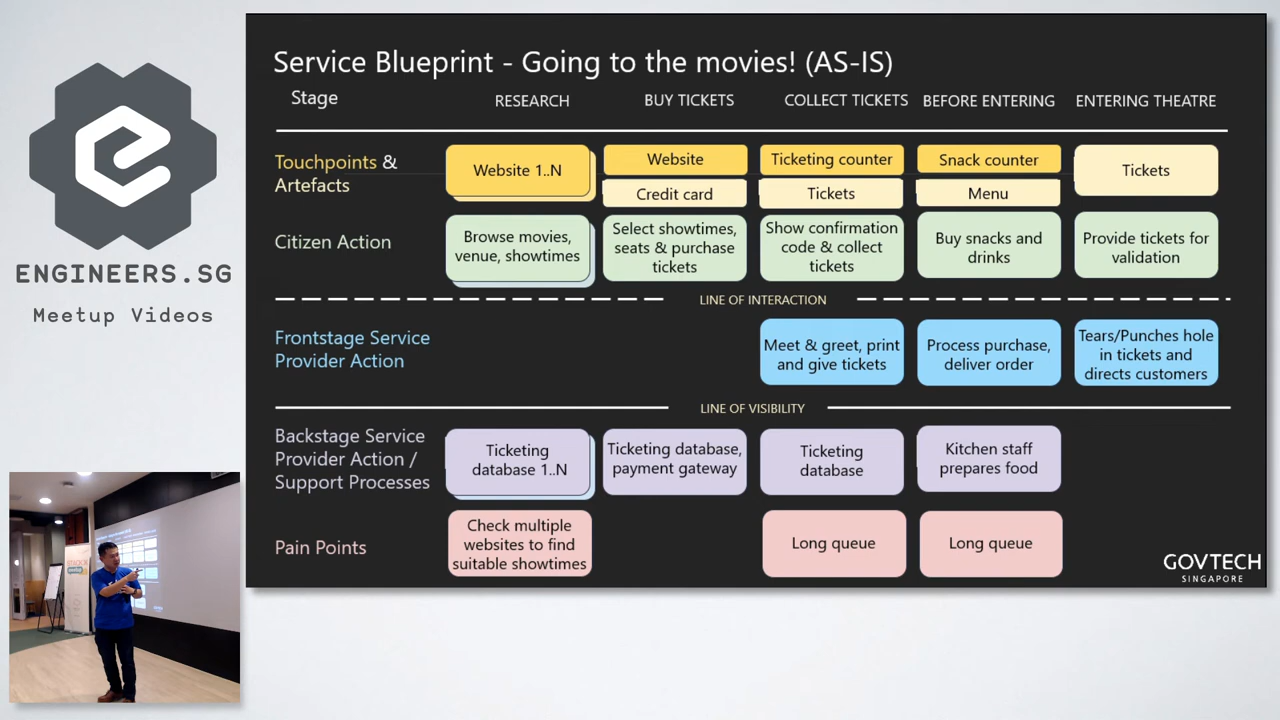 Service Blueprint - Going to the movies! (AS-IS)
Stage
RESEARCH
BUY TICKETS
COLLECT TICKETS
BEFORE ENTERING
ENTERING THEATRE
Touchpoints &
Artefacts
Website 1..N
Website
Credit card
Ticketing counter
Tickets
Snack counter
Menu
Tickets
Citizen Action
Browse movies,
venue, showtimes
Select showtimes,
seats & purchase
tickets
Show confirmation
code & collect
tickets
Buy snacks and
drinks
Provide tickets for
validation
LINE OF INTERACTION
Frontstage Service
Provider Action
Meet & greet, print
and give tickets
Process purchase,
deliver order
Tears/Punches hole
in tickets and
directs customers
LINE OF VISIBILITY
Backstage Service
Provider Action /
Support Processes
Ticketing
database 1..N
Ticketing database,
payment gateway
Ticketing
database
Kitchen staff
prepares food
Pain Points
Check multiple
websites to find
suitable showtimes
Long queue
Long queue
GOVTECH
SINGAPORE
ENGINEERS.SG
Meetup Videos